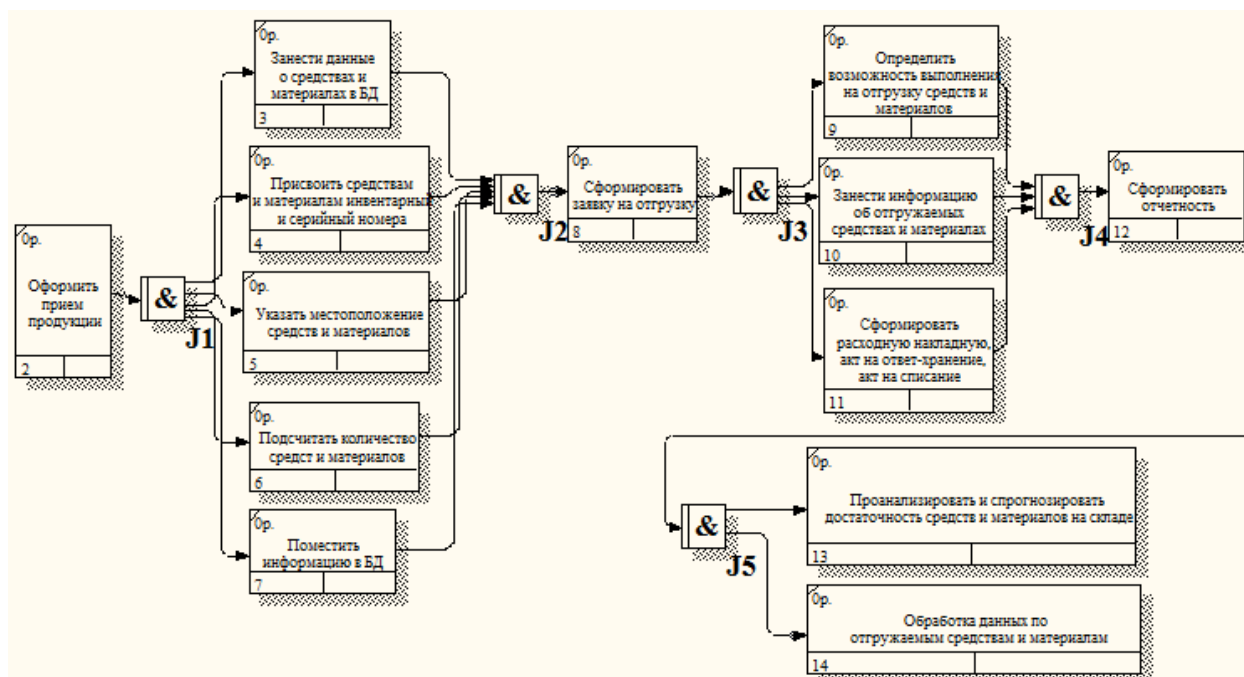 0р.
Оформить
прием
продукции
2
&
J1
0р.
Занести данные
о средствах и
материалах в БД
3
0р.
Присвоить средствам
и материалам инвентарный
и серийный номера
4
0р.
Указать местоположение
средств и материалов
5
0р.
Подсчитать количество
средст и материалов
6
0р.
Поместить
информацию в БД
7
&
J2
0р.
Сформировать
заявку на отгрузку
8
&
J3
0р.
Определить
возможность выполнения
на отгрузку средств и
материалов
9
0р.
Занести информацию
об отгружаемых
средствах и материалах
10
0р.
Сформировать
расходную накладную,
акт на ответ-хранение,
акт на списание
11
&
J4
0р.
Сформировать
отчетность
12
&
J5
0р.
Проанализировать и спрогнозировать
достаточность средств и материалов на складе
13
0р.
Обработка данных по
отгружаемым средствам и материалам
14